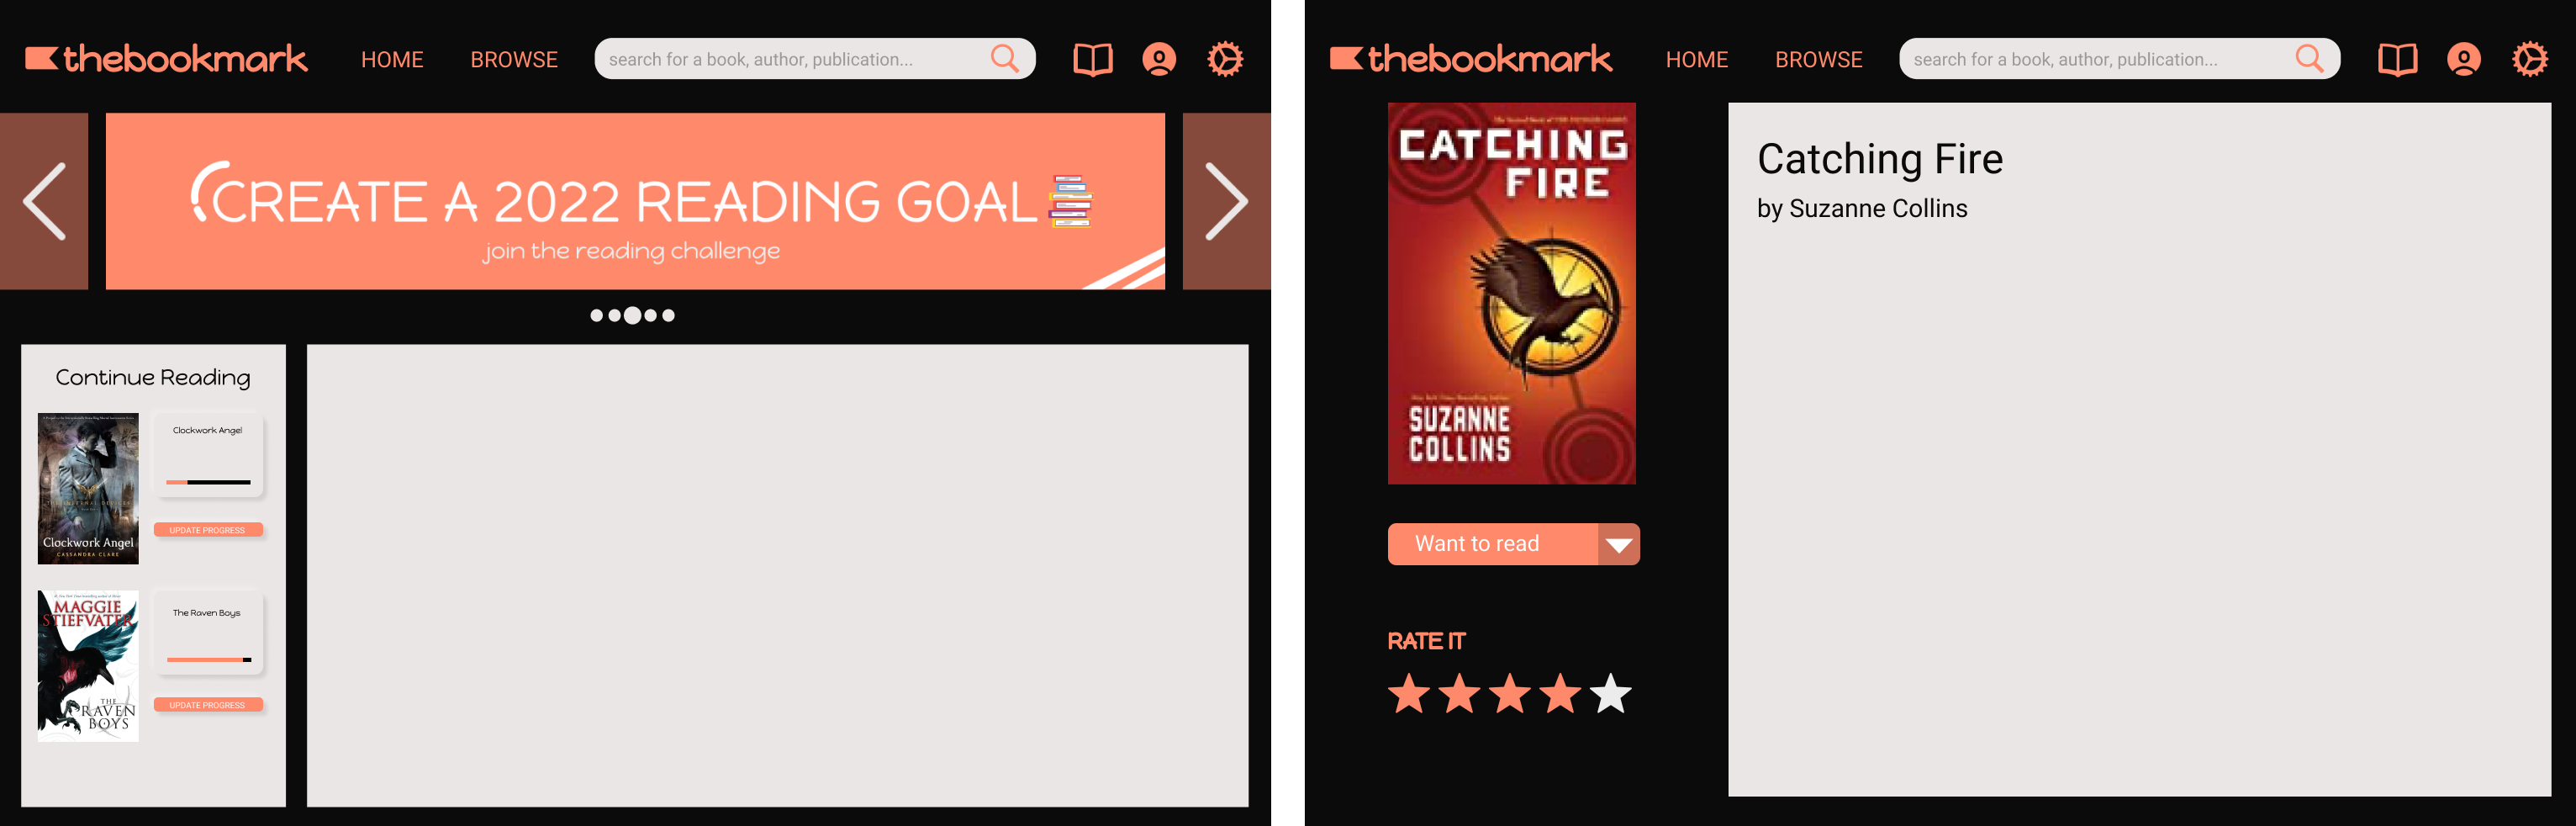 thebookmark
HOME
BROWSE
search for a book, author, publication...
CREATE A 2022 READING GOAL
join the reading challenge
Continue Reading
Clockwork Angel
Clockwork Angel
CASSANDRA CLARE
UPDATE PROGRESS
MAGGIE
STIEFVATER
THE
RAVEN
BOYS
The Raven Boys
UPDATE PROGRESS
thebookmark
HOME
BROWSE
search for a book, author, publication...
CATCHING
FIRE
SUZANNE
COLLINS
Want to read
RATE IT
Catching Fire
by Suzanne Collins